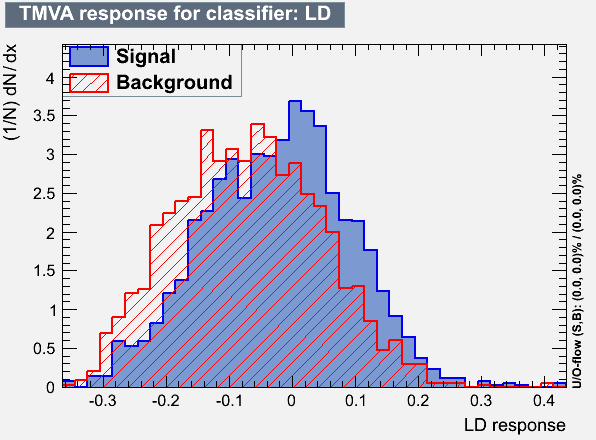 TMVA response for classifier: LD
(1/N) dN / dx
Signal
Background
4
3.5
3
2.5
2
1.5
1
0.5
0
-0.3 -0.2 -0.1 0 0.1 0.2 0.3 0.4
LD response
U/O-flow (S,B): (0.0, 0.0)% / (0.0, 0.0)%